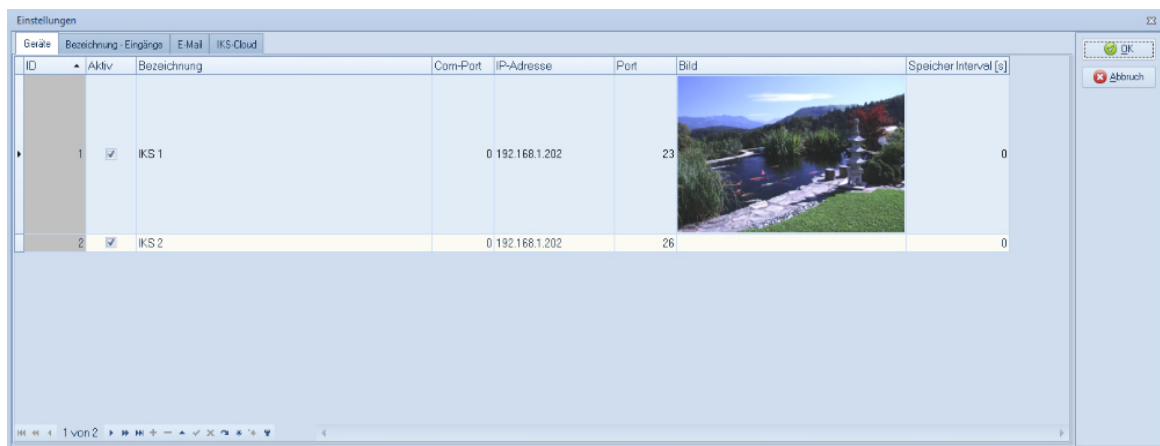 Einstellungen
Geräte Bezeichnung - Eingänge E-Mail IKS-Cloud
OK
Abbruch
ID Aktiv Bezeichnung Com-Port IP-Adresse Port Bild Speicher Interval [s]
1 IKS 1 0 192.168.1.202 23 0
2 IKS 2 0 192.168.1.202 26 0
1 von 2